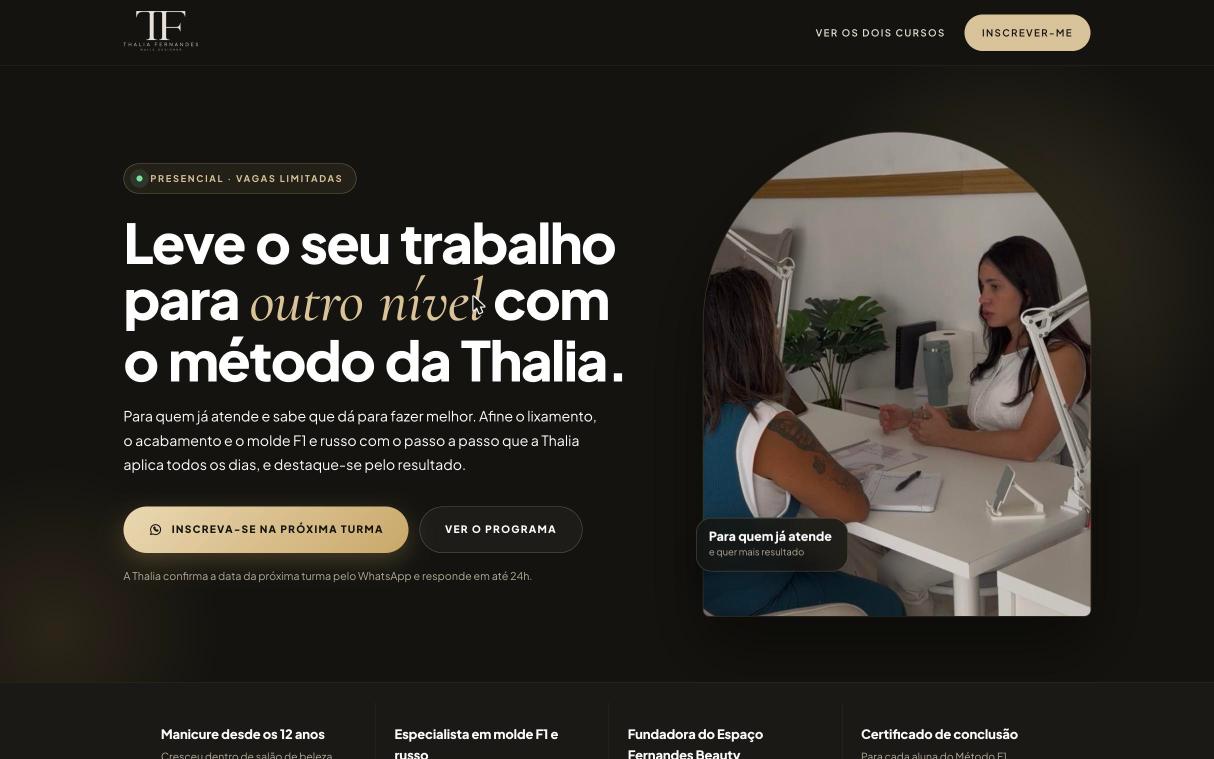 TF
THALIA FERNANDES
NAILS DESIGNER
VER OS DOIS CURSOS
INSCREVER-ME
PRESENCIAL · VAGAS LIMITADAS
Leve o seu trabalho
para outro nível com
o método da Thalia.
Para quem já atende e sabe que dá para fazer melhor. Afine o lixamento,
o acabamento e o molde F1 e russo com o passo a passo que a Thalia
aplica todos os dias, e destaque-se pelo resultado.
INSCREVA-SE NA PRÓXIMA TURMA
VER O PROGRAMA
A Thalia confirma a data da próxima turma pelo WhatsApp e responde em até 24h.
Para quem já atende
e quer mais resultado
Manicure desde os 12 anos
Cresceu dentro de salão de beleza
Especialista em molde F1 e
russo
Fundadora do Espaço
Fernandes Beauty
Certificado de conclusão
Para cada aluna do Método F1